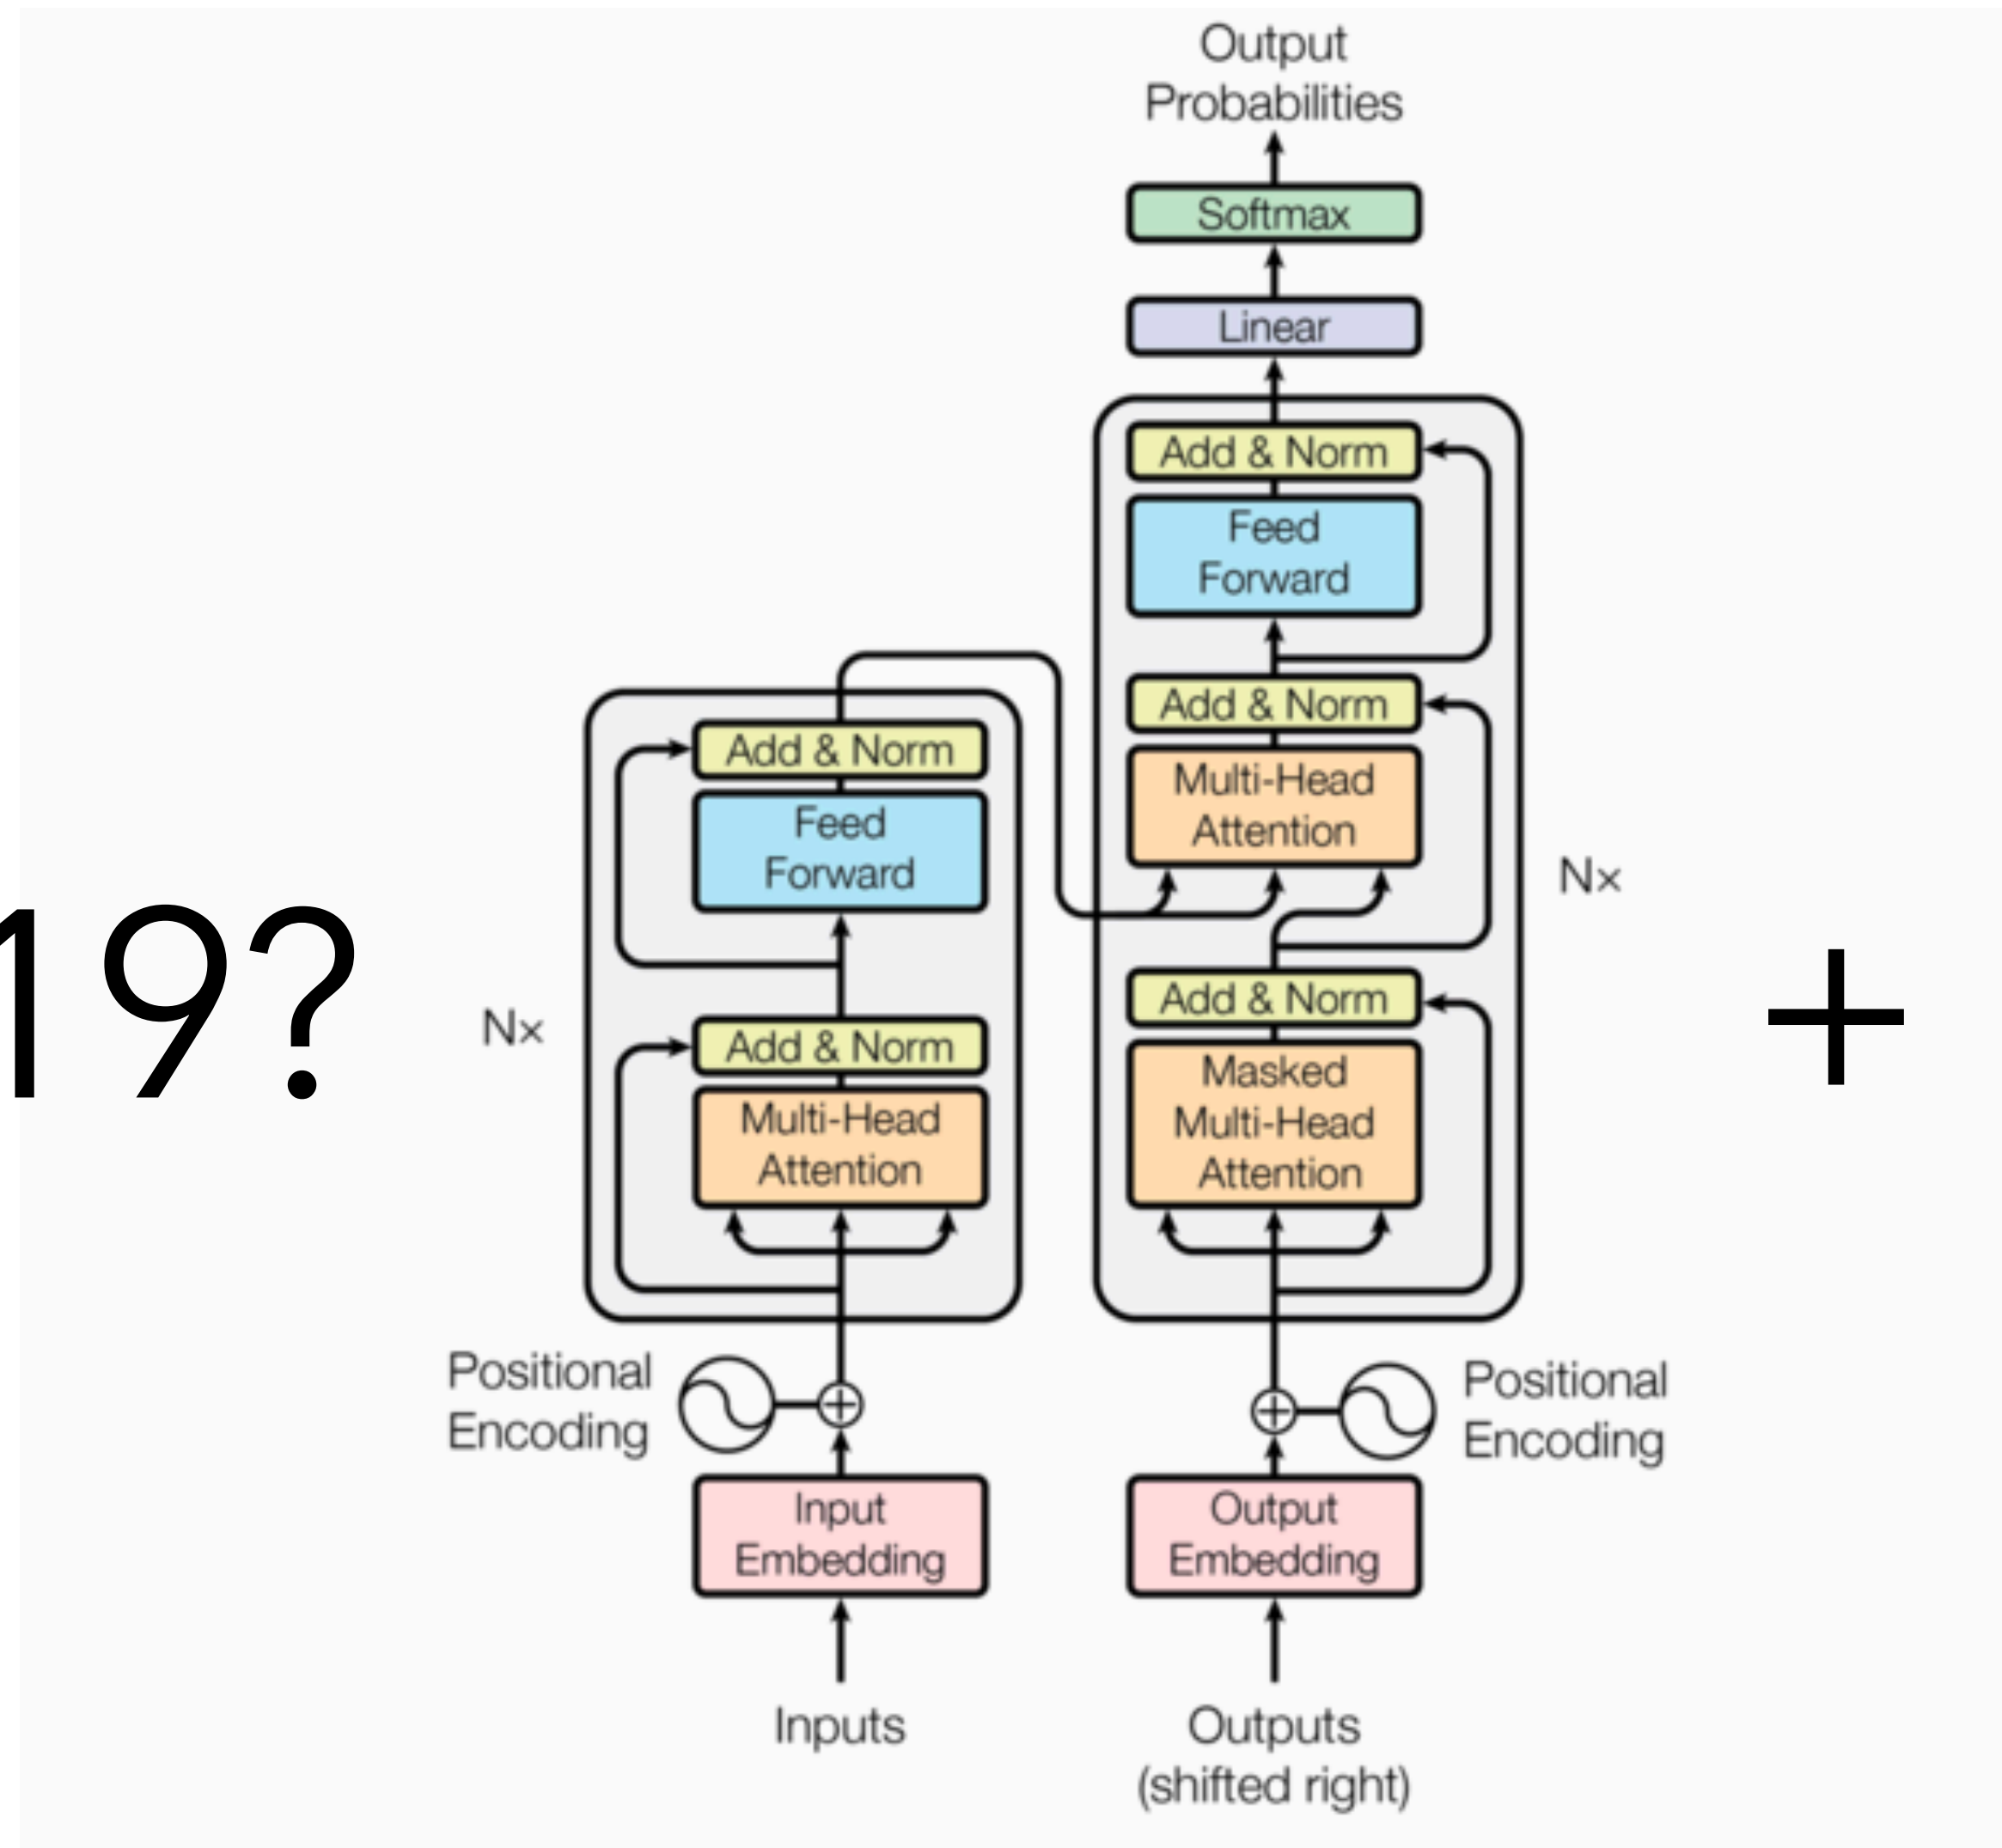 Output
Probabilities
Softmax
Linear
Add & Norm
Feed
Forward
Add & Norm
Multi-Head
Attention
Nx
Add & Norm
Masked
Multi-Head
Attention
Add & Norm
Feed
Forward
Nx
Add & Norm
Multi-Head
Attention
19?
+
Positional
Encoding
Positional
Encoding
Input
Embedding
Output
Embedding
Inputs
Outputs
(shifted right)